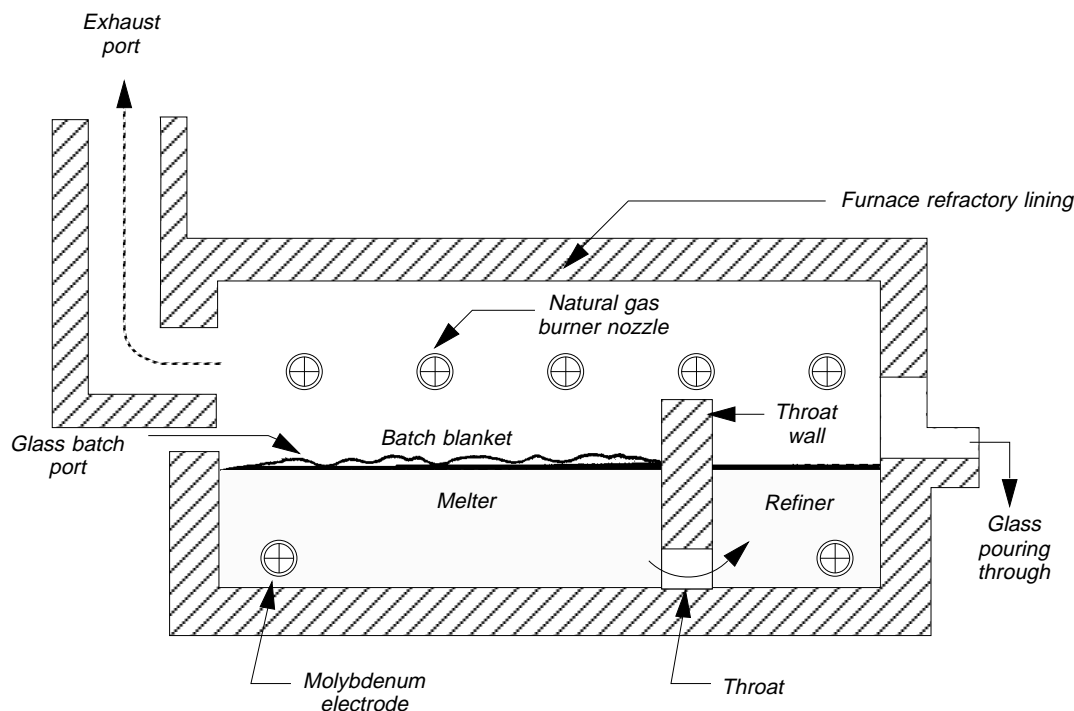 Exhaust
port
Furnace refractory lining
Natural gas
burner nozzle
Throat
wall
Glass batch
port
Batch blanket
Melter
Refiner
Glass
pouring
through
Molybdenum
electrode
Throat